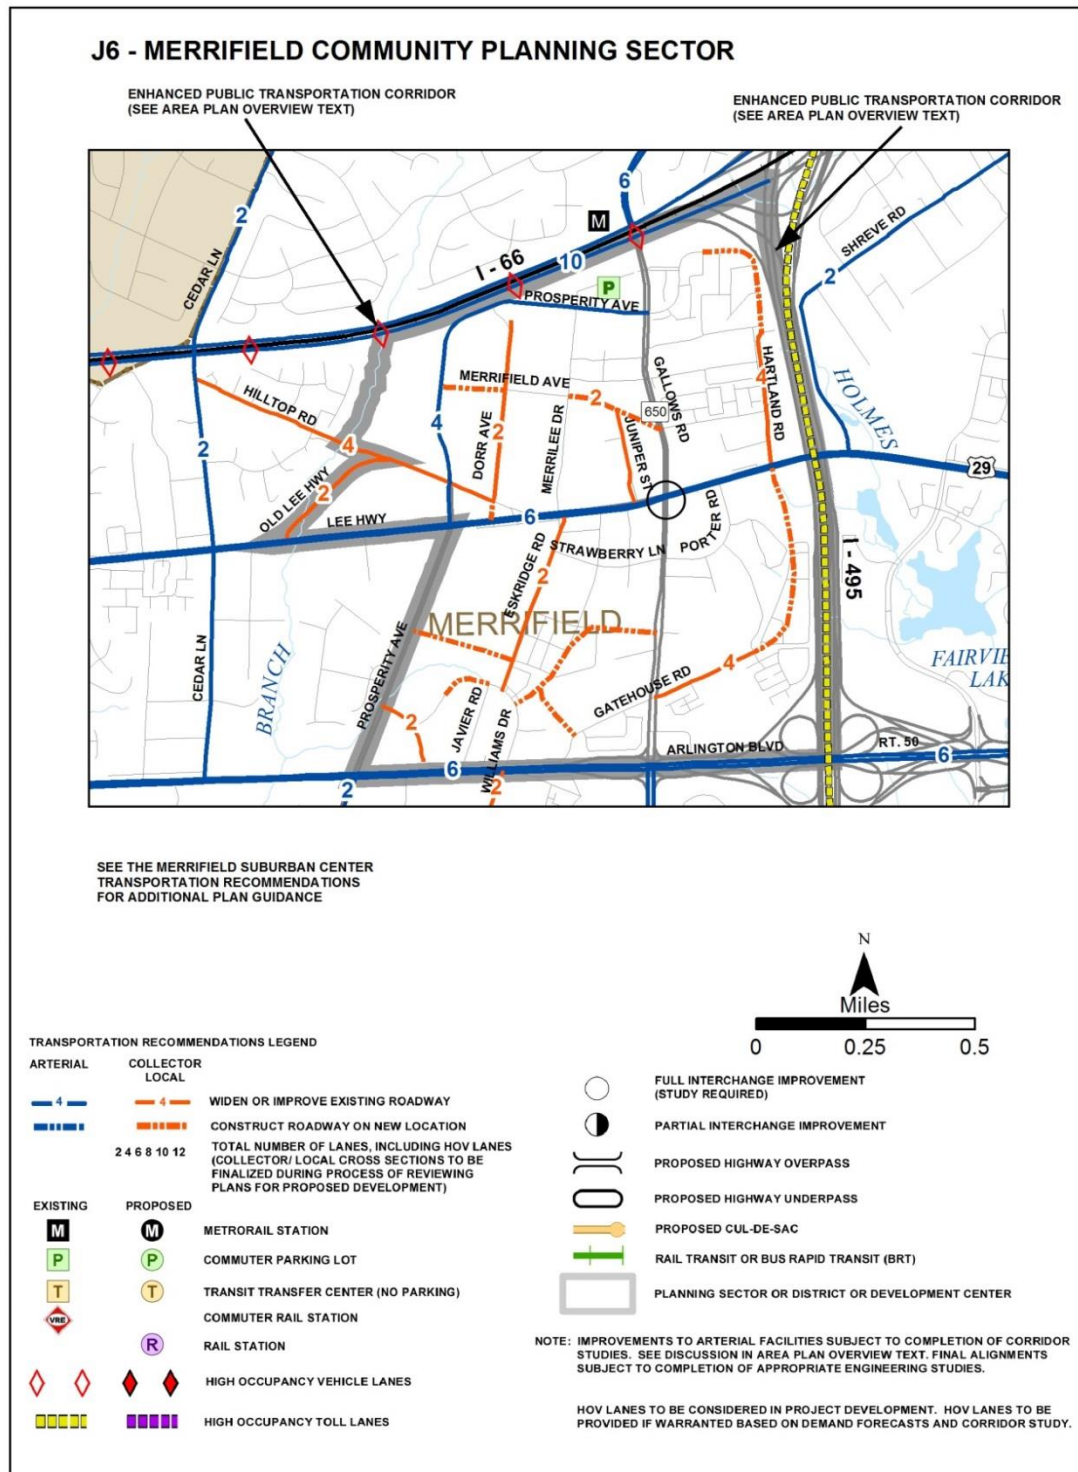 J6 - MERRIFIELD COMMUNITY PLANNING SECTOR
ENHANCED PUBLIC TRANSPORTATION CORRIDOR
(SEE AREA PLAN OVERVIEW TEXT)
ENHANCED PUBLIC TRANSPORTATION CORRIDOR
(SEE AREA PLAN OVERVIEW TEXT)
6
M
2
SHREVE RD
CEDAR LN
I - 66
10
2
P
PROSPERITY AVE
HILLTOP RD
MERRIFIELD AVE
2
GALLOWS RD
HARTLAND RD
4
HOLMES
650
2
4
4
DORR AVE
2
MERRILEE DR
JUNIPER ST
29
OLD LEE HWY
2
LEE HWY
6
PORTER RD
STRAWBERRY LN
ESKRIDGE RD
2
I - 495
MERRIFIELD
CEDAR LN
BRANCH
PROSPERITY AVE
FAIRVIE
LAK
GATEHOUSE RD
4
JAVIER RD
WILLIAMS DR
2
ARLINGTON BLVD
RT. 50
6
6
2
2
SEE THE MERRIFIELD SUBURBAN CENTER
TRANSPORTATION RECOMMENDATIONS
FOR ADDITIONAL PLAN GUIDANCE
N
Miles
0 0.25 0.5
TRANSPORTATION RECOMMENDATIONS LEGEND
ARTERIAL COLLECTOR
LOCAL
4 4 WIDEN OR IMPROVE EXISTING ROADWAY
CONSTRUCT ROADWAY ON NEW LOCATION
2 4 6 8 10 12 TOTAL NUMBER OF LANES, INCLUDING HOV LANES
(COLLECTOR/ LOCAL CROSS SECTIONS TO BE
FINALIZED DURING PROCESS OF REVIEWING
PLANS FOR PROPOSED DEVELOPMENT)
EXISTING PROPOSED
M M METRORAIL STATION
P P COMMUTER PARKING LOT
T T TRANSIT TRANSFER CENTER (NO PARKING)
VRE COMMUTER RAIL STATION
R RAIL STATION
HIGH OCCUPANCY VEHICLE LANES
HIGH OCCUPANCY TOLL LANES
FULL INTERCHANGE IMPROVEMENT
(STUDY REQUIRED)
PARTIAL INTERCHANGE IMPROVEMENT
PROPOSED HIGHWAY OVERPASS
PROPOSED HIGHWAY UNDERPASS
PROPOSED CUL-DE-SAC
RAIL TRANSIT OR BUS RAPID TRANSIT (BRT)
PLANNING SECTOR OR DISTRICT OR DEVELOPMENT CENTER
NOTE: IMPROVEMENTS TO ARTERIAL FACILITIES SUBJECT TO COMPLETION OF CORRIDOR
STUDIES. SEE DISCUSSION IN AREA PLAN OVERVIEW TEXT. FINAL ALIGNMENTS
SUBJECT TO COMPLETION OF APPROPRIATE ENGINEERING STUDIES.
HOV LANES TO BE CONSIDERED IN PROJECT DEVELOPMENT. HOV LANES TO BE
PROVIDED IF WARRANTED BASED ON DEMAND FORECASTS AND CORRIDOR STUDY.